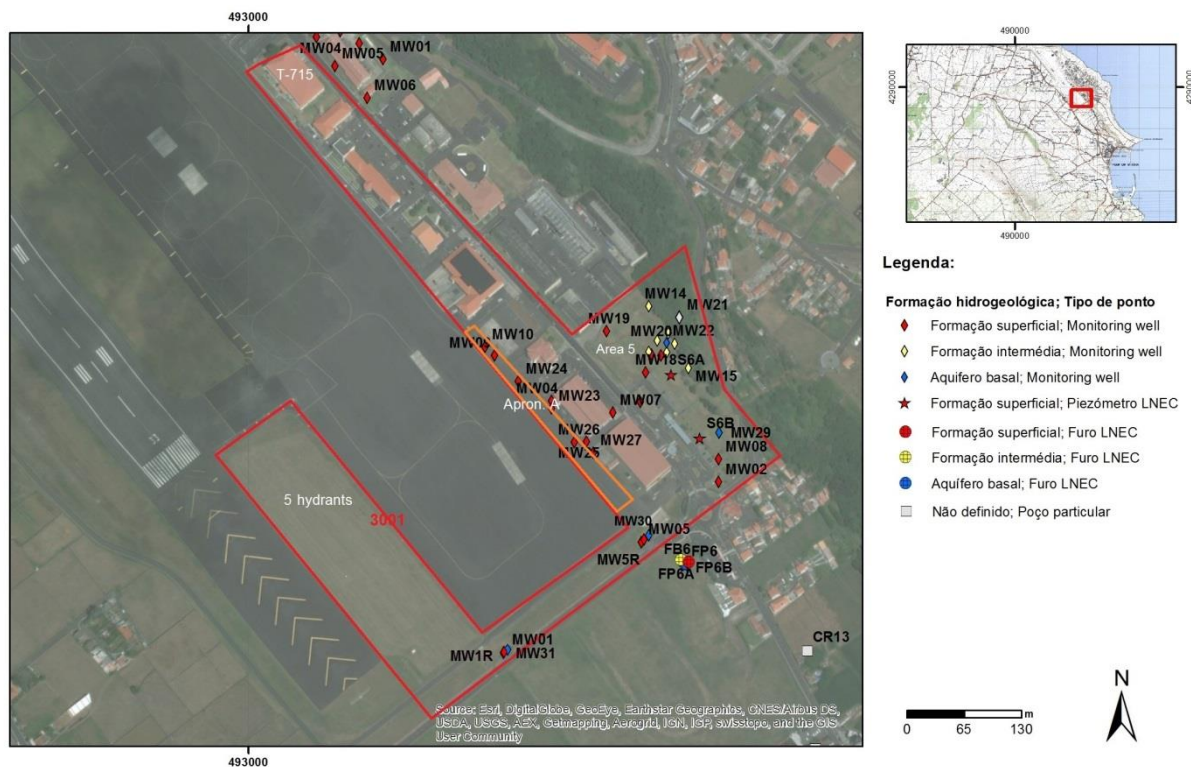 493000
MW04
MW05
MW01
T-715
MW06
MW14
MW21
MW19
MW20
MW22
MW10
Area 5
MW18
S6A
MW15
MW24
MW04
MW23
Apron. A
MW07
S6B
MW29
MW26
MW27
MW08
MW25
MW02
5 hydrants
3001
MW30
MW05
MW5R
FB6
FP6
FP6A
FP6B
MW01
MW1R
MW31
CR13
Source: Esri, DigitalGlobe, GeoEye, Earthstar Geographics, CNES/Airbus DS,
USDA, USGS, AEX, Getmapping, Aerogrid, IGN, IGP, swisstopo, and the GIS
User Community
493000
490000
4290000
4290000
490000
Legenda:
Formação hidrogeológica; Tipo de ponto
Formação superficial; Monitoring well
Formação intermédia; Monitoring well
Aquifero basal; Monitoring well
Formação superficial; Piezómetro LNEC
Formação superficial; Furo LNEC
Formação intermédia; Furo LNEC
Aquífero basal; Furo LNEC
Não definido; Poço particular
N
m
0 65 130